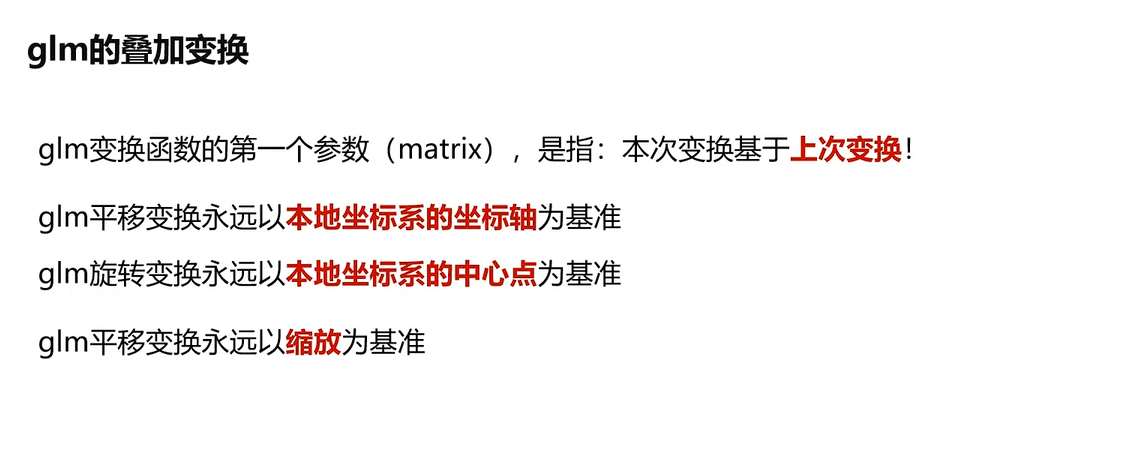 glm的叠加变换
glm变换函数的第一个参数（matrix），是指：本次变换基于上次变换！
glm平移变换永远以本地坐标系的坐标轴为基准
glm旋转变换永远以本地坐标系的中心点为基准
glm平移变换永远以缩放为基准